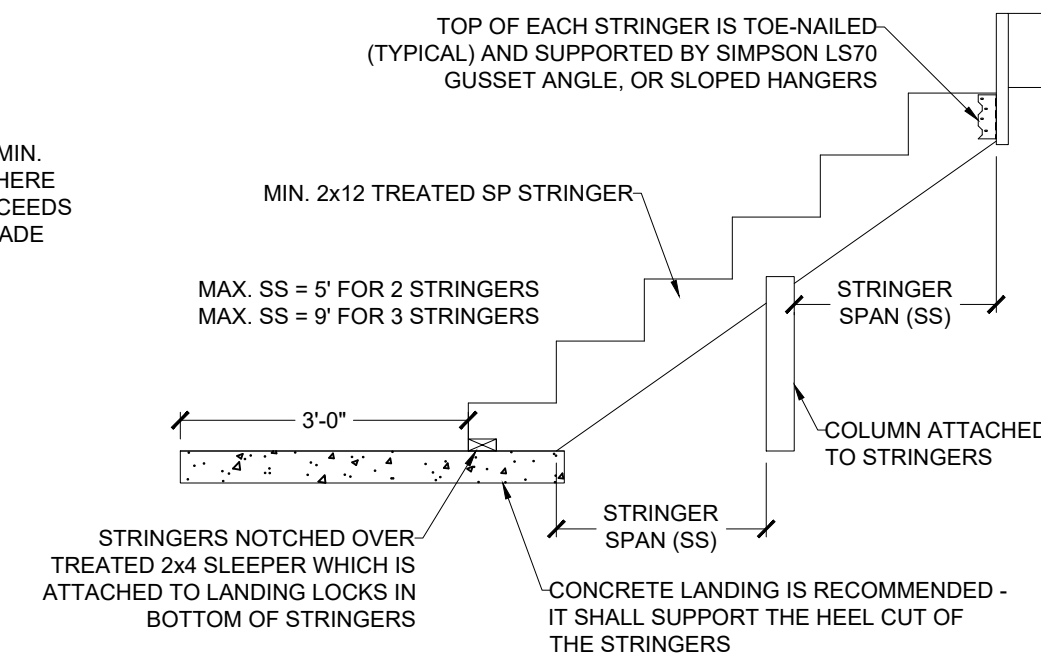 TOP OF EACH STRINGER IS TOE-NAILED
(TYPICAL) AND SUPPORTED BY SIMPSON LS70
GUSSET ANGLE, OR SLOPED HANGERS
MIN.
HERE
CEEDS
ADE
MIN. 2x12 TREATED SP STRINGER
MAX. SS = 5' FOR 2 STRINGERS
MAX. SS = 9' FOR 3 STRINGERS
STRINGER
SPAN (SS)
3'-0"
COLUMN ATTACHED
TO STRINGERS
STRINGER
SPAN (SS)
STRINGERS NOTCHED OVER
TREATED 2x4 SLEEPER WHICH IS
ATTACHED TO LANDING LOCKS IN
BOTTOM OF STRINGERS
CONCRETE LANDING IS RECOMMENDED -
IT SHALL SUPPORT THE HEEL CUT OF
THE STRINGERS